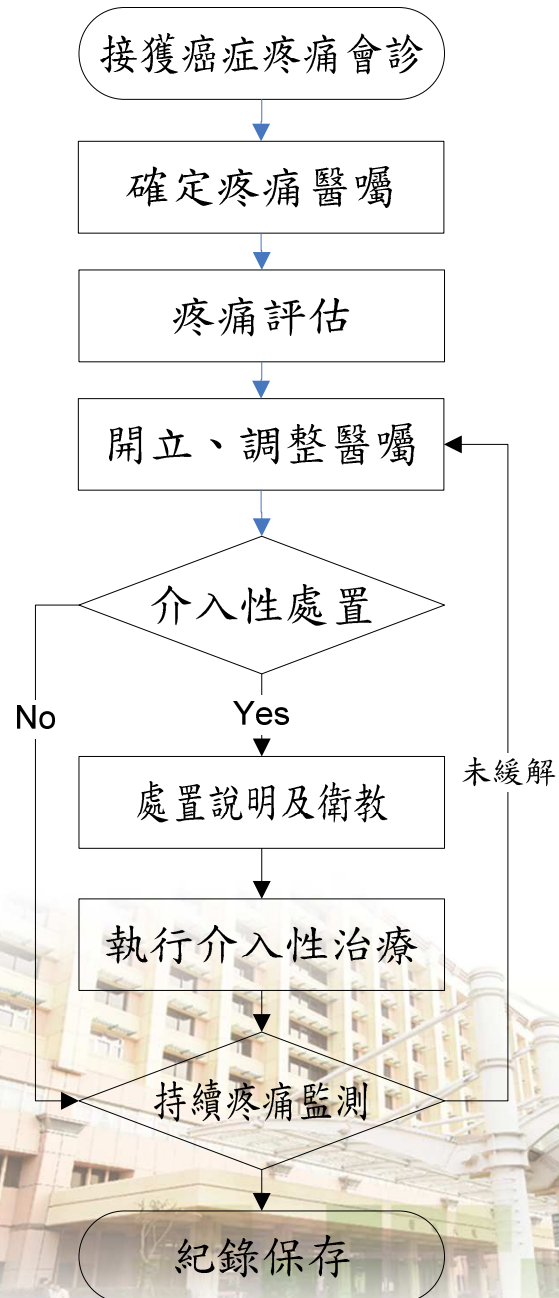 接獲癌症疼痛會診
確定疼痛醫囑
疼痛評估
開立、調整醫囑
介入性處置
No
Yes
未緩解
處置說明及衛教
執行介入性治療
持續疼痛監測
紀錄保存